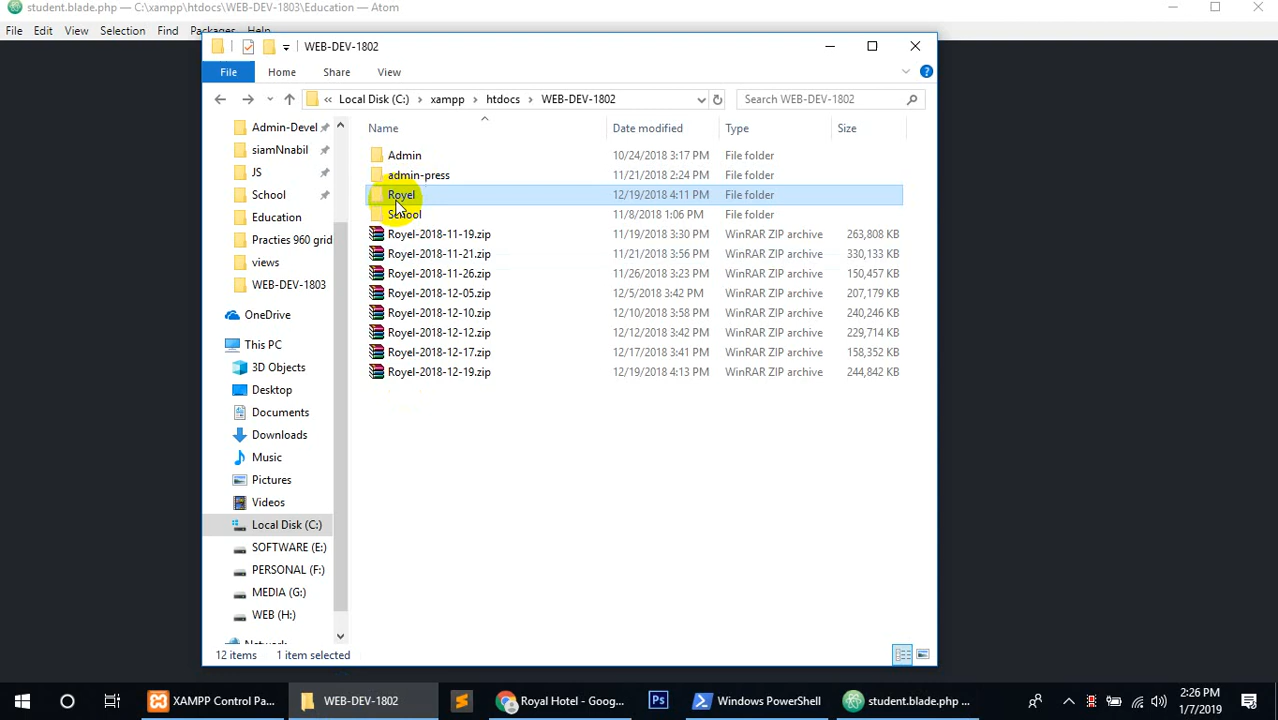 student.blade.php — C:\xampp\htdocs\WEB-DEV-1803\Education — Atom
File Edit View Selection Find Packages Help
WEB-DEV-1802
File Home Share View
« Local Disk (C:) > xampp > htdocs > WEB-DEV-1802
Search WEB-DEV-1802
Name Date modified Type Size
Admin-Devel
siamNnabil
JS
School
Education
Practies 960 grid
views
WEB-DEV-1803
OneDrive
This PC
3D Objects
Desktop
Documents
Downloads
Music
Pictures
Videos
Local Disk (C:)
SOFTWARE (E:)
PERSONAL (F:)
MEDIA (G:)
WEB (H:)
Network
Admin 10/24/2018 3:17 PM File folder
admin-press 11/21/2018 2:24 PM File folder
Royel 12/19/2018 4:11 PM File folder
School 11/8/2018 1:06 PM File folder
Royel-2018-11-19.zip 11/19/2018 3:30 PM WinRAR ZIP archive 263,808 KB
Royel-2018-11-21.zip 11/21/2018 3:56 PM WinRAR ZIP archive 330,133 KB
Royel-2018-11-26.zip 11/26/2018 3:23 PM WinRAR ZIP archive 150,457 KB
Royel-2018-12-05.zip 12/5/2018 3:42 PM WinRAR ZIP archive 207,179 KB
Royel-2018-12-10.zip 12/10/2018 3:58 PM WinRAR ZIP archive 240,246 KB
Royel-2018-12-12.zip 12/12/2018 3:42 PM WinRAR ZIP archive 229,714 KB
Royel-2018-12-17.zip 12/17/2018 3:41 PM WinRAR ZIP archive 158,352 KB
Royel-2018-12-19.zip 12/19/2018 4:13 PM WinRAR ZIP archive 244,842 KB
12 items 1 item selected
XAMPP Control Pa... WEB-DEV-1802 Royal Hotel - Goog... Ps Windows PowerShell student.blade.php ...
2:26 PM
1/7/2019